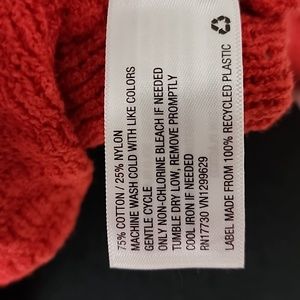 75% COTTON / 25% NYLON
MACHINE WASH COLD WITH LIKE COLORS
GENTLE CYCLE
ONLY NON-CHLORINE BLEACH IF NEEDED
TUMBLE DRY LOW, REMOVE PROMPTLY
COOL IRON IF NEEDED
RN17730 VN1299629
LABEL MADE FROM 100% RECYCLED PLASTIC